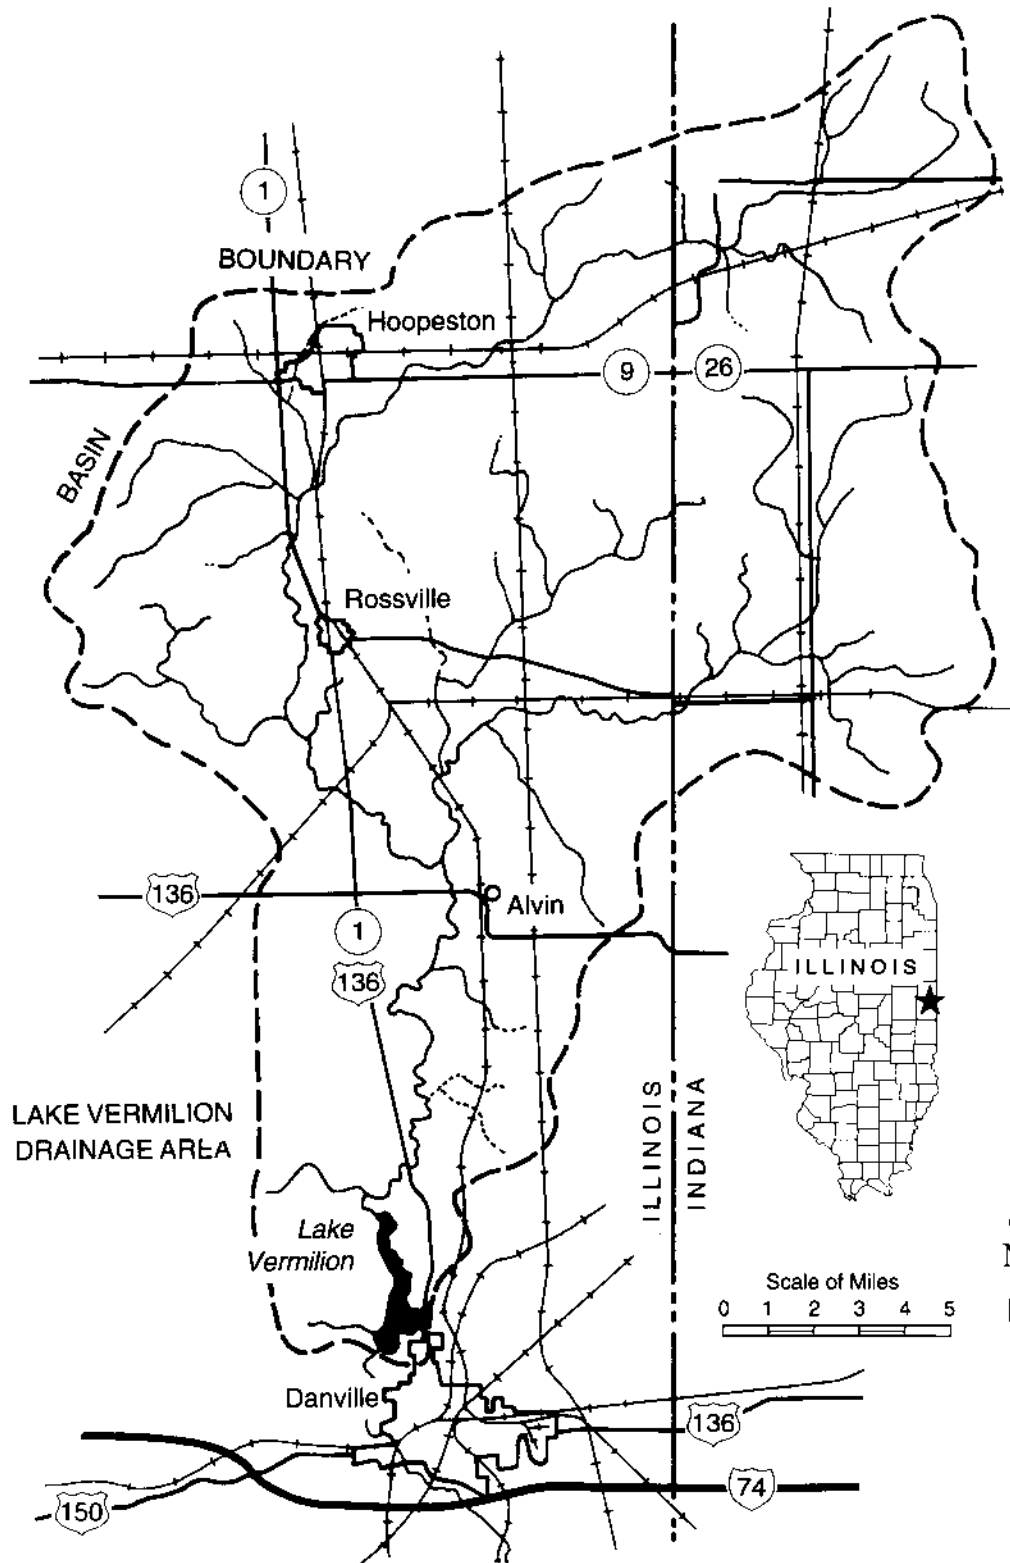 1
BOUNDARY
Hoopeston
9
26
BASIN
Rossville
136
Alvin
1
136
ILLINOIS
LAKE VERMILION
DRAINAGE AREA
ILLINOIS
INDIANA
Lake
Vermilion
Scale of Miles
0 1 2 3 4 5
Danville
136
74
150